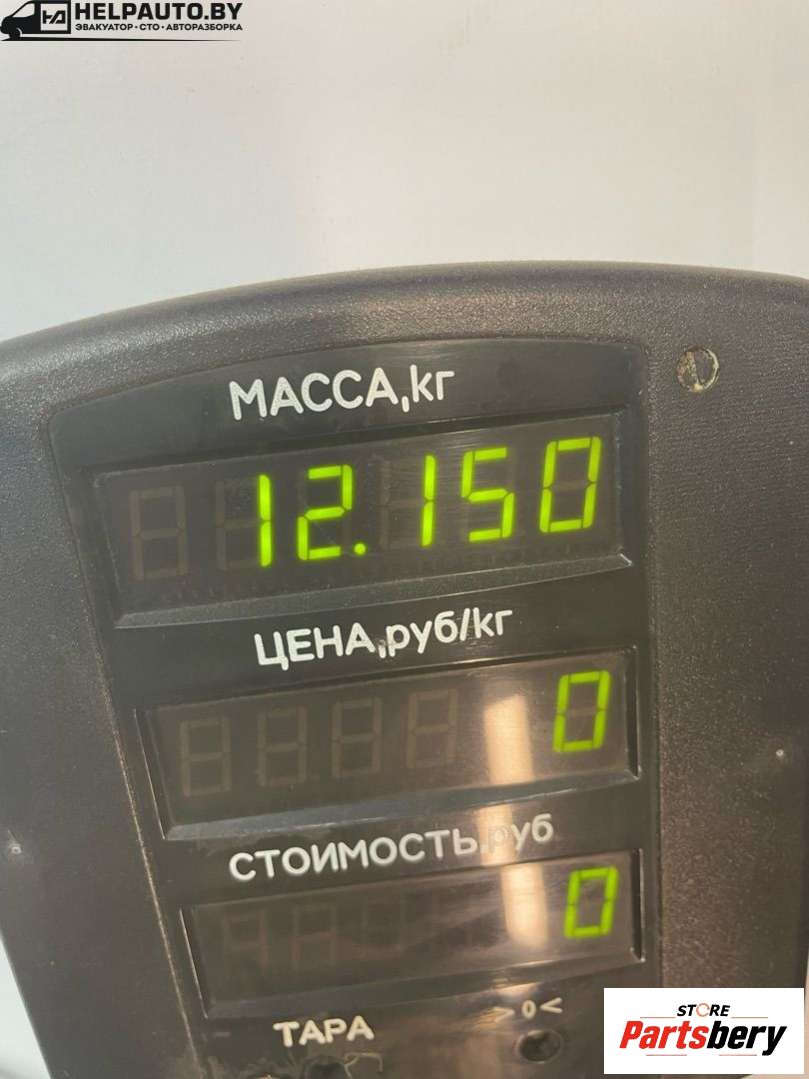 HELPAUTO.BY
ЭВАКУАТОР • СТО • АВТОРАЗБОРКА
МАССА,кг
12.150
ЦЕНА,руб/кг
0
СТОИМОСТЬ,руб
0
ТАРА >0<
STORE
Partsbery